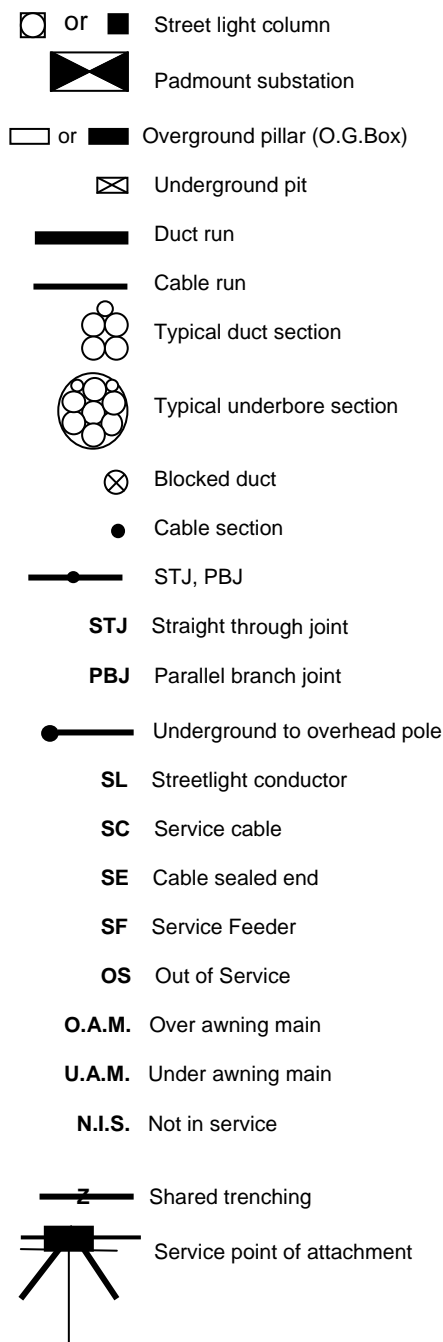 or Street light column
Padmount substation
or Overground pillar (O.G.Box)
Underground pit
Duct run
Cable run
Typical duct section
Typical underbore section
Blocked duct
Cable section
STJ, PBJ
STJ Straight through joint
PBJ Parallel branch joint
Underground to overhead pole
SL Streetlight conductor
SC Service cable
SE Cable sealed end
SF Service Feeder
OS Out of Service
O.A.M. Over awning main
U.A.M. Under awning main
N.I.S. Not in service
Z Shared trenching
Service point of attachment